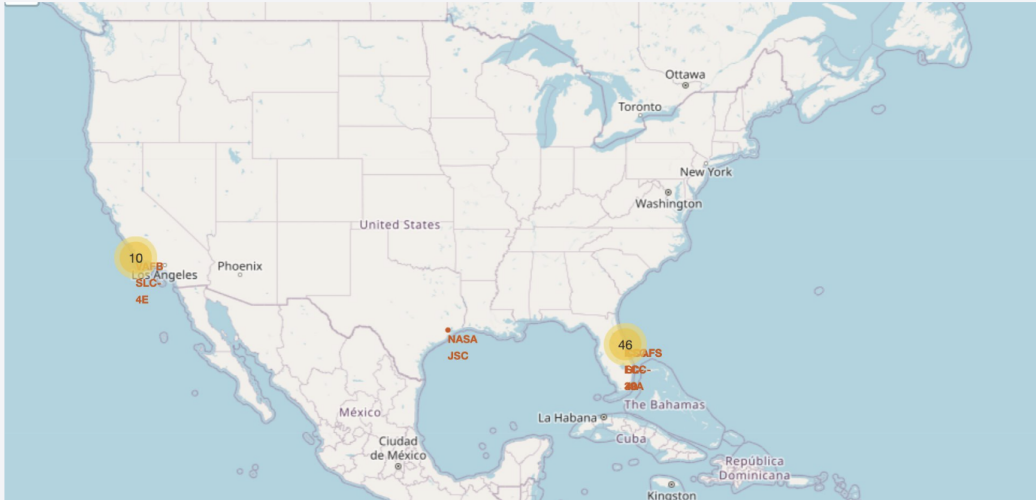 Ottawa
Toronto
New York
Washington
United States
10
Los Angeles
SLC-
4E
Phoenix
NASA
JSC
46
The Bahamas
La Habana
Cuba
México
Ciudad
de México
República
Dominicana
Kingston